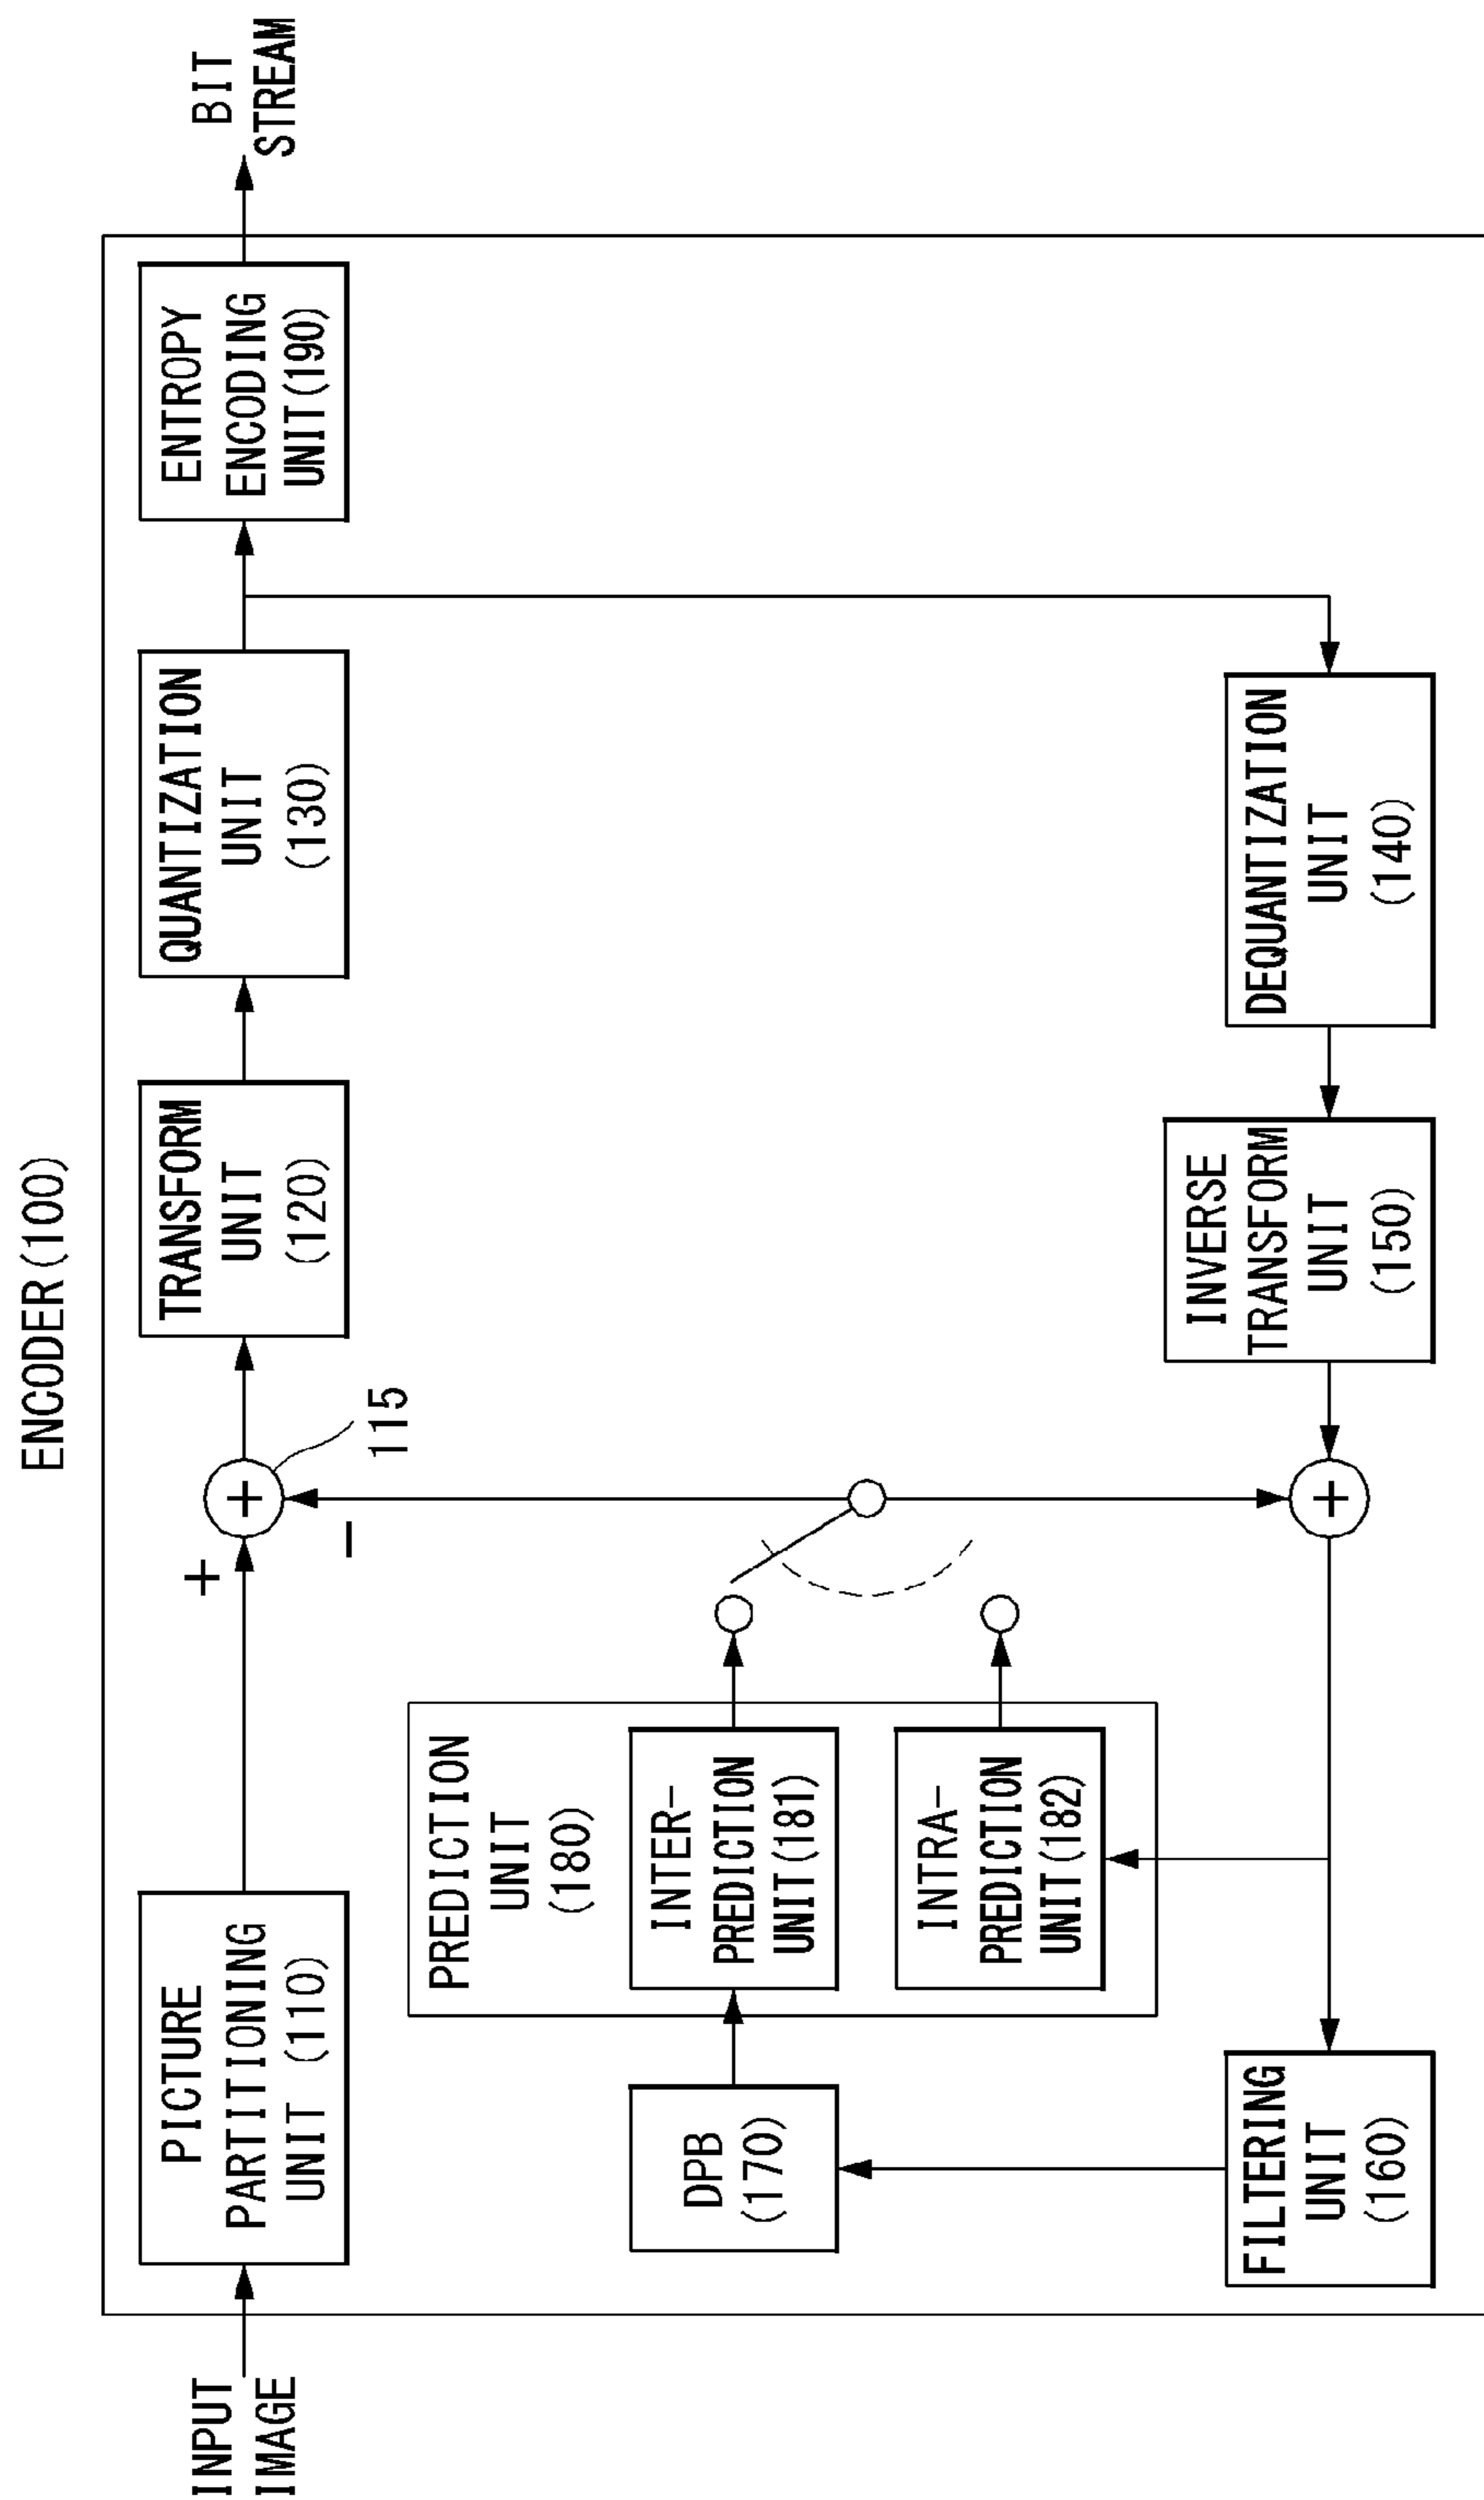 ENCODER(100)
INPUT
IMAGE
PICTURE
PARTITIONING
UNIT (110)
+
−
+
115
TRANSFORM
UNIT
(120)
QUANTIZATION
UNIT
(130)
ENTROPY
ENCODING
UNIT(190)
BIT
STREAM
PREDICTION
UNIT
(180)
INTER-
PREDICTION
UNIT(181)
INTRA-
PREDICTION
UNIT(182)
DPB
(170)
FILTERING
UNIT
(160)
+
INVERSE
TRANSFORM
UNIT
(150)
DEQUANTIZATION
UNIT
(140)